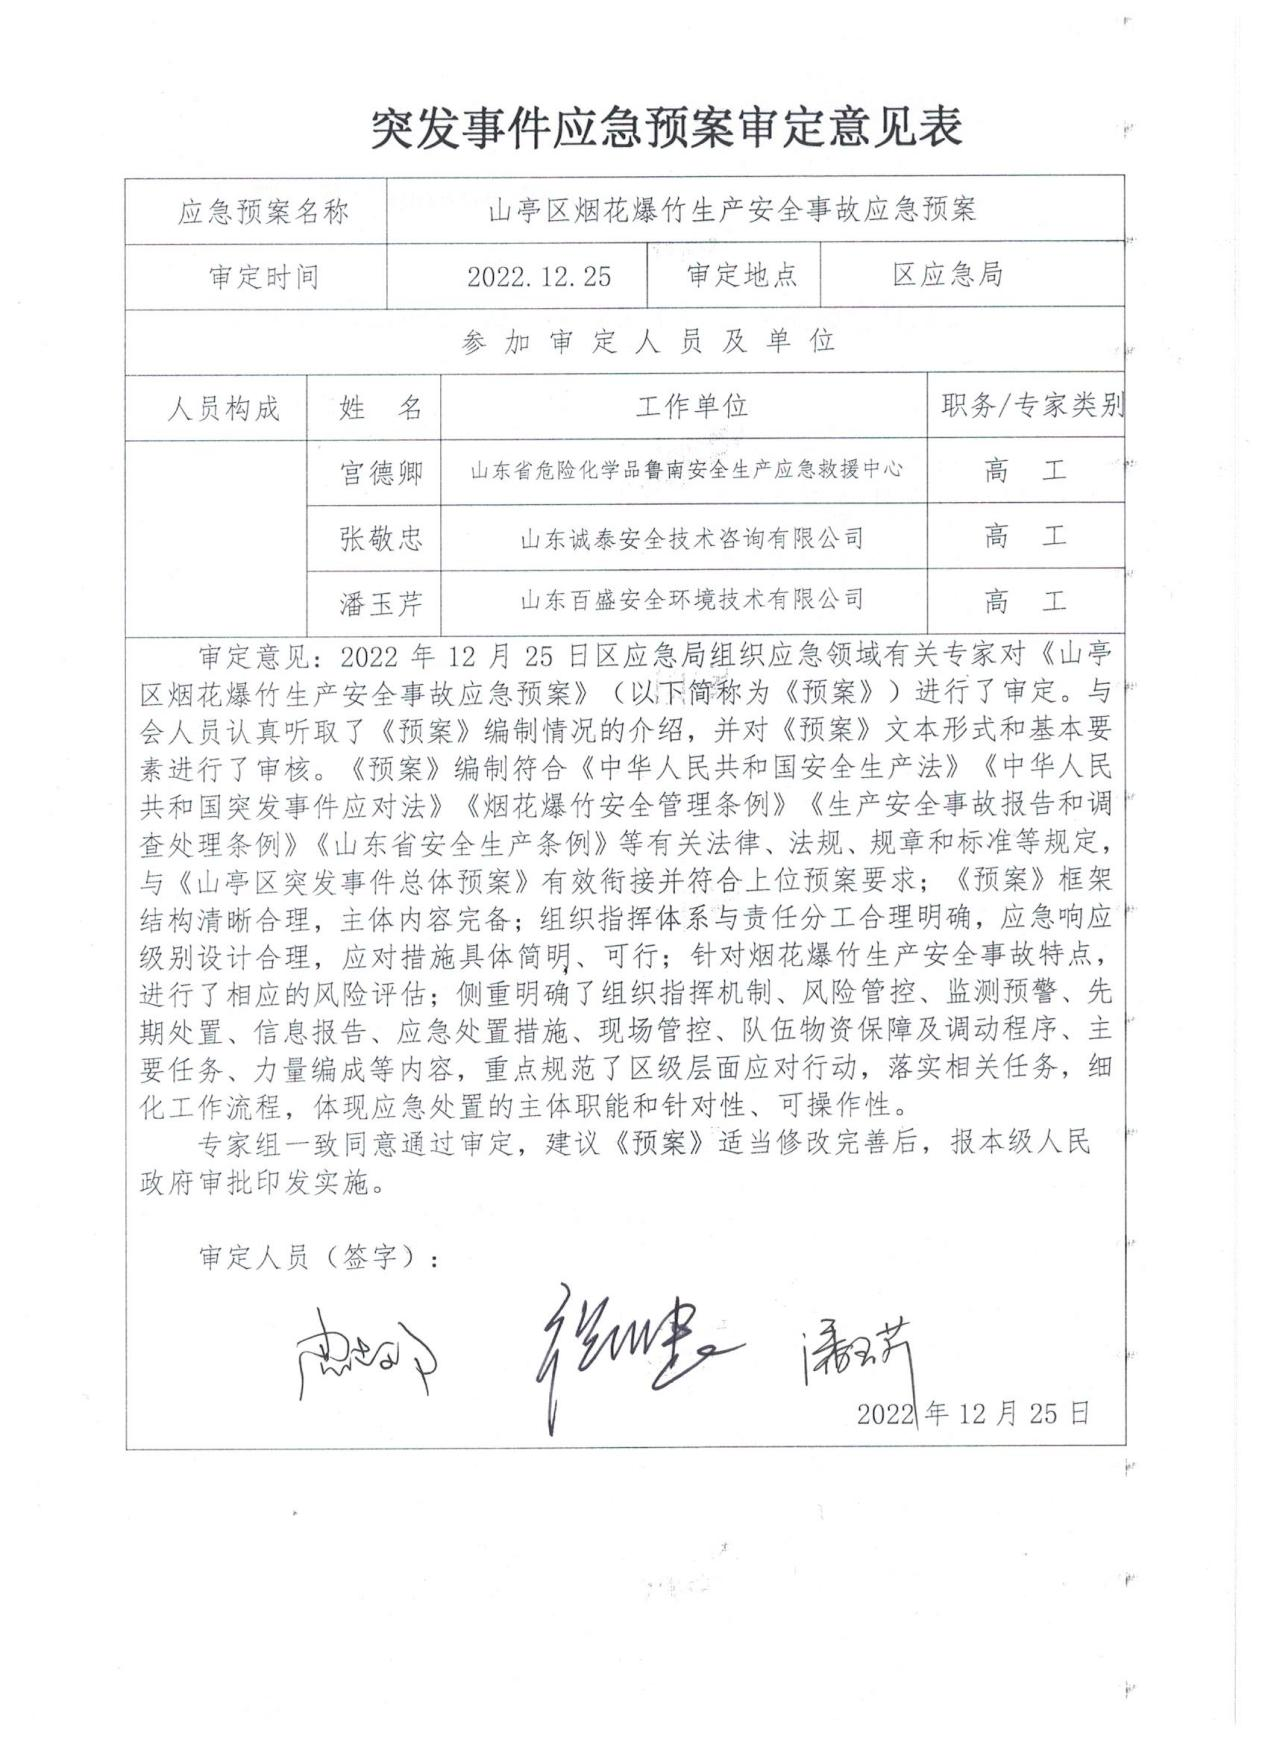 突发事件应急预案审定意见表
应急预案名称 山亭区烟花爆竹生产安全事故应急预案
审定时间 2022.12.25 审定地点 区应急局
参加审定人员及单位
人员构成 姓 名 工作单位 职务/专家类别
宫德卿 山东省危险化学品鲁南安全生产应急救援中心 高 工
张敬忠 山东诚泰安全技术咨询有限公司 高 工
潘玉芹 山东百盛安全环境技术有限公司 高 工
审定意见：2022 年 12 月 25 日区应急局组织应急领域有关专家对《山亭
区烟花爆竹生产安全事故应急预案》（以下简称为《预案》）进行了审定。与
会人员认真听取了《预案》编制情况的介绍，并对《预案》文本形式和基本要
素进行了审核。《预案》编制符合《中华人民共和国安全生产法》《中华人民
共和国突发事件应对法》《烟花爆竹安全管理条例》《生产安全事故报告和调
查处理条例》《山东省安全生产条例》等有关法律、法规、规章和标准等规定，
与《山亭区突发事件总体预案》有效衔接并符合上位预案要求；《预案》框架
结构清晰合理，主体内容完备；组织指挥体系与责任分工合理明确，应急响应
级别设计合理，应对措施具体简明、可行；针对烟花爆竹生产安全事故特点，
进行了相应的风险评估；侧重明确了组织指挥机制、风险管控、监测预警、先
期处置、信息报告、应急处置措施、现场管控、队伍物资保障及调动程序、主
要任务、力量编成等内容，重点规范了区级层面应对行动，落实相关任务，细
化工作流程，体现应急处置的主体职能和针对性、可操作性。
专家组一致同意通过审定，建议《预案》适当修改完善后，报本级人民
政府审批印发实施。
审定人员（签字）：
潘玉芹
2022 年 12 月 25 日